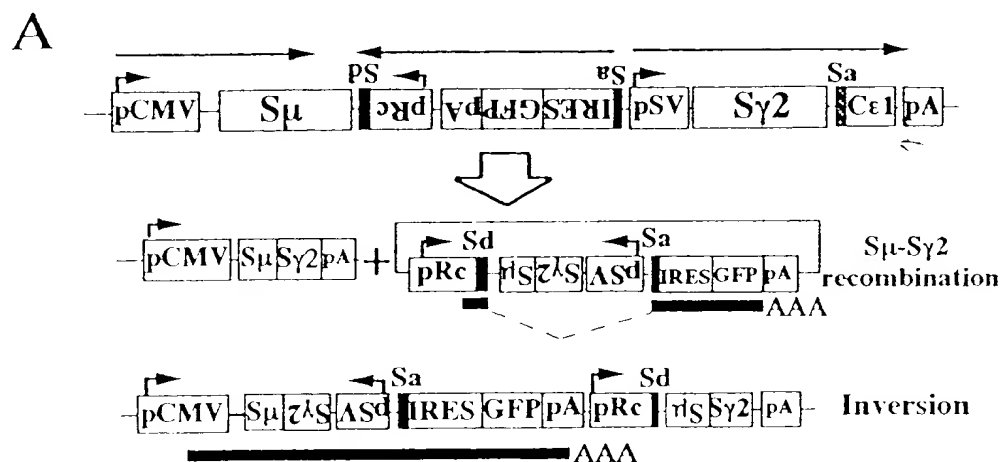 A
Sd Sa Sa
pCMV Sμ pRc pA GFP IRES pSV Sγ2 Cε1 pA
pCMV Sμ Sγ2 pA + pRc Sd Sμ Sγ2 pSV Sa IRES GFP pA
Sμ-Sγ2
recombination
AAA
pCMV Sμ Sγ2 pSV Sa IRES GFP pA pRc Sd Sμ Sγ2 pA Inversion
AAA